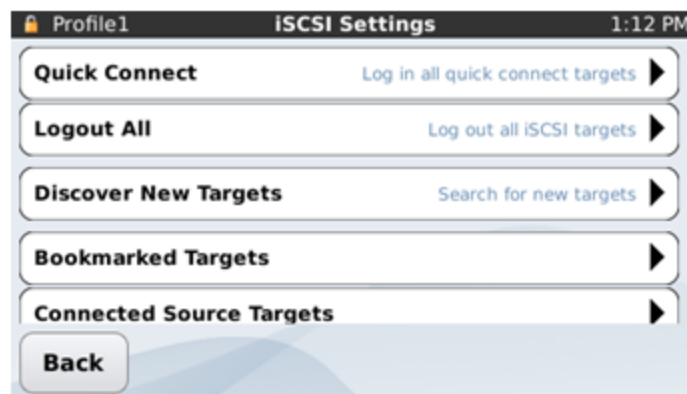 Profile1 iSCSI Settings 1:12 PM
Quick Connect Log in all quick connect targets
Logout All Log out all iSCSI targets
Discover New Targets Search for new targets
Bookmarked Targets
Connected Source Targets
Back